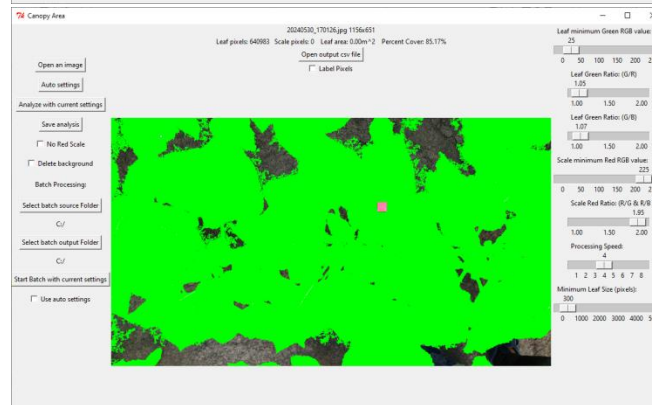 Canopy Area
20240530_170126.jpg 1156x651
Leaf pixels: 640983 Scale pixels: 0 Leaf area: 0.00m^2 Percent Cover: 85.17%
Open output csv file
Label Pixels
Open an image
Auto settings
Analyze with current settings
Save analysis
No Red Scale
Delete background
Batch Processing:
Select batch source Folder
C:/
Select batch output Folder
C:/
Start Batch with current settings
Use auto settings
Leaf minimum Green RGB value:
25
0 50 100 150 200
Leaf Green Ratio: (G/R)
1.05
1.00 1.50 2.00
Leaf Green Ratio: (G/B)
1.07
1.00 1.50 2.00
Scale minimum Red RGB value:
225
0 50 100 150 200
Scale Red Ratio: (R/G & R/B
1.95
1.00 1.50 2.00
Processing Speed:
4
1 2 3 4 5 6 7 8
Minimum Leaf Size (pixels):
300
0 1000 2000 3000 4000